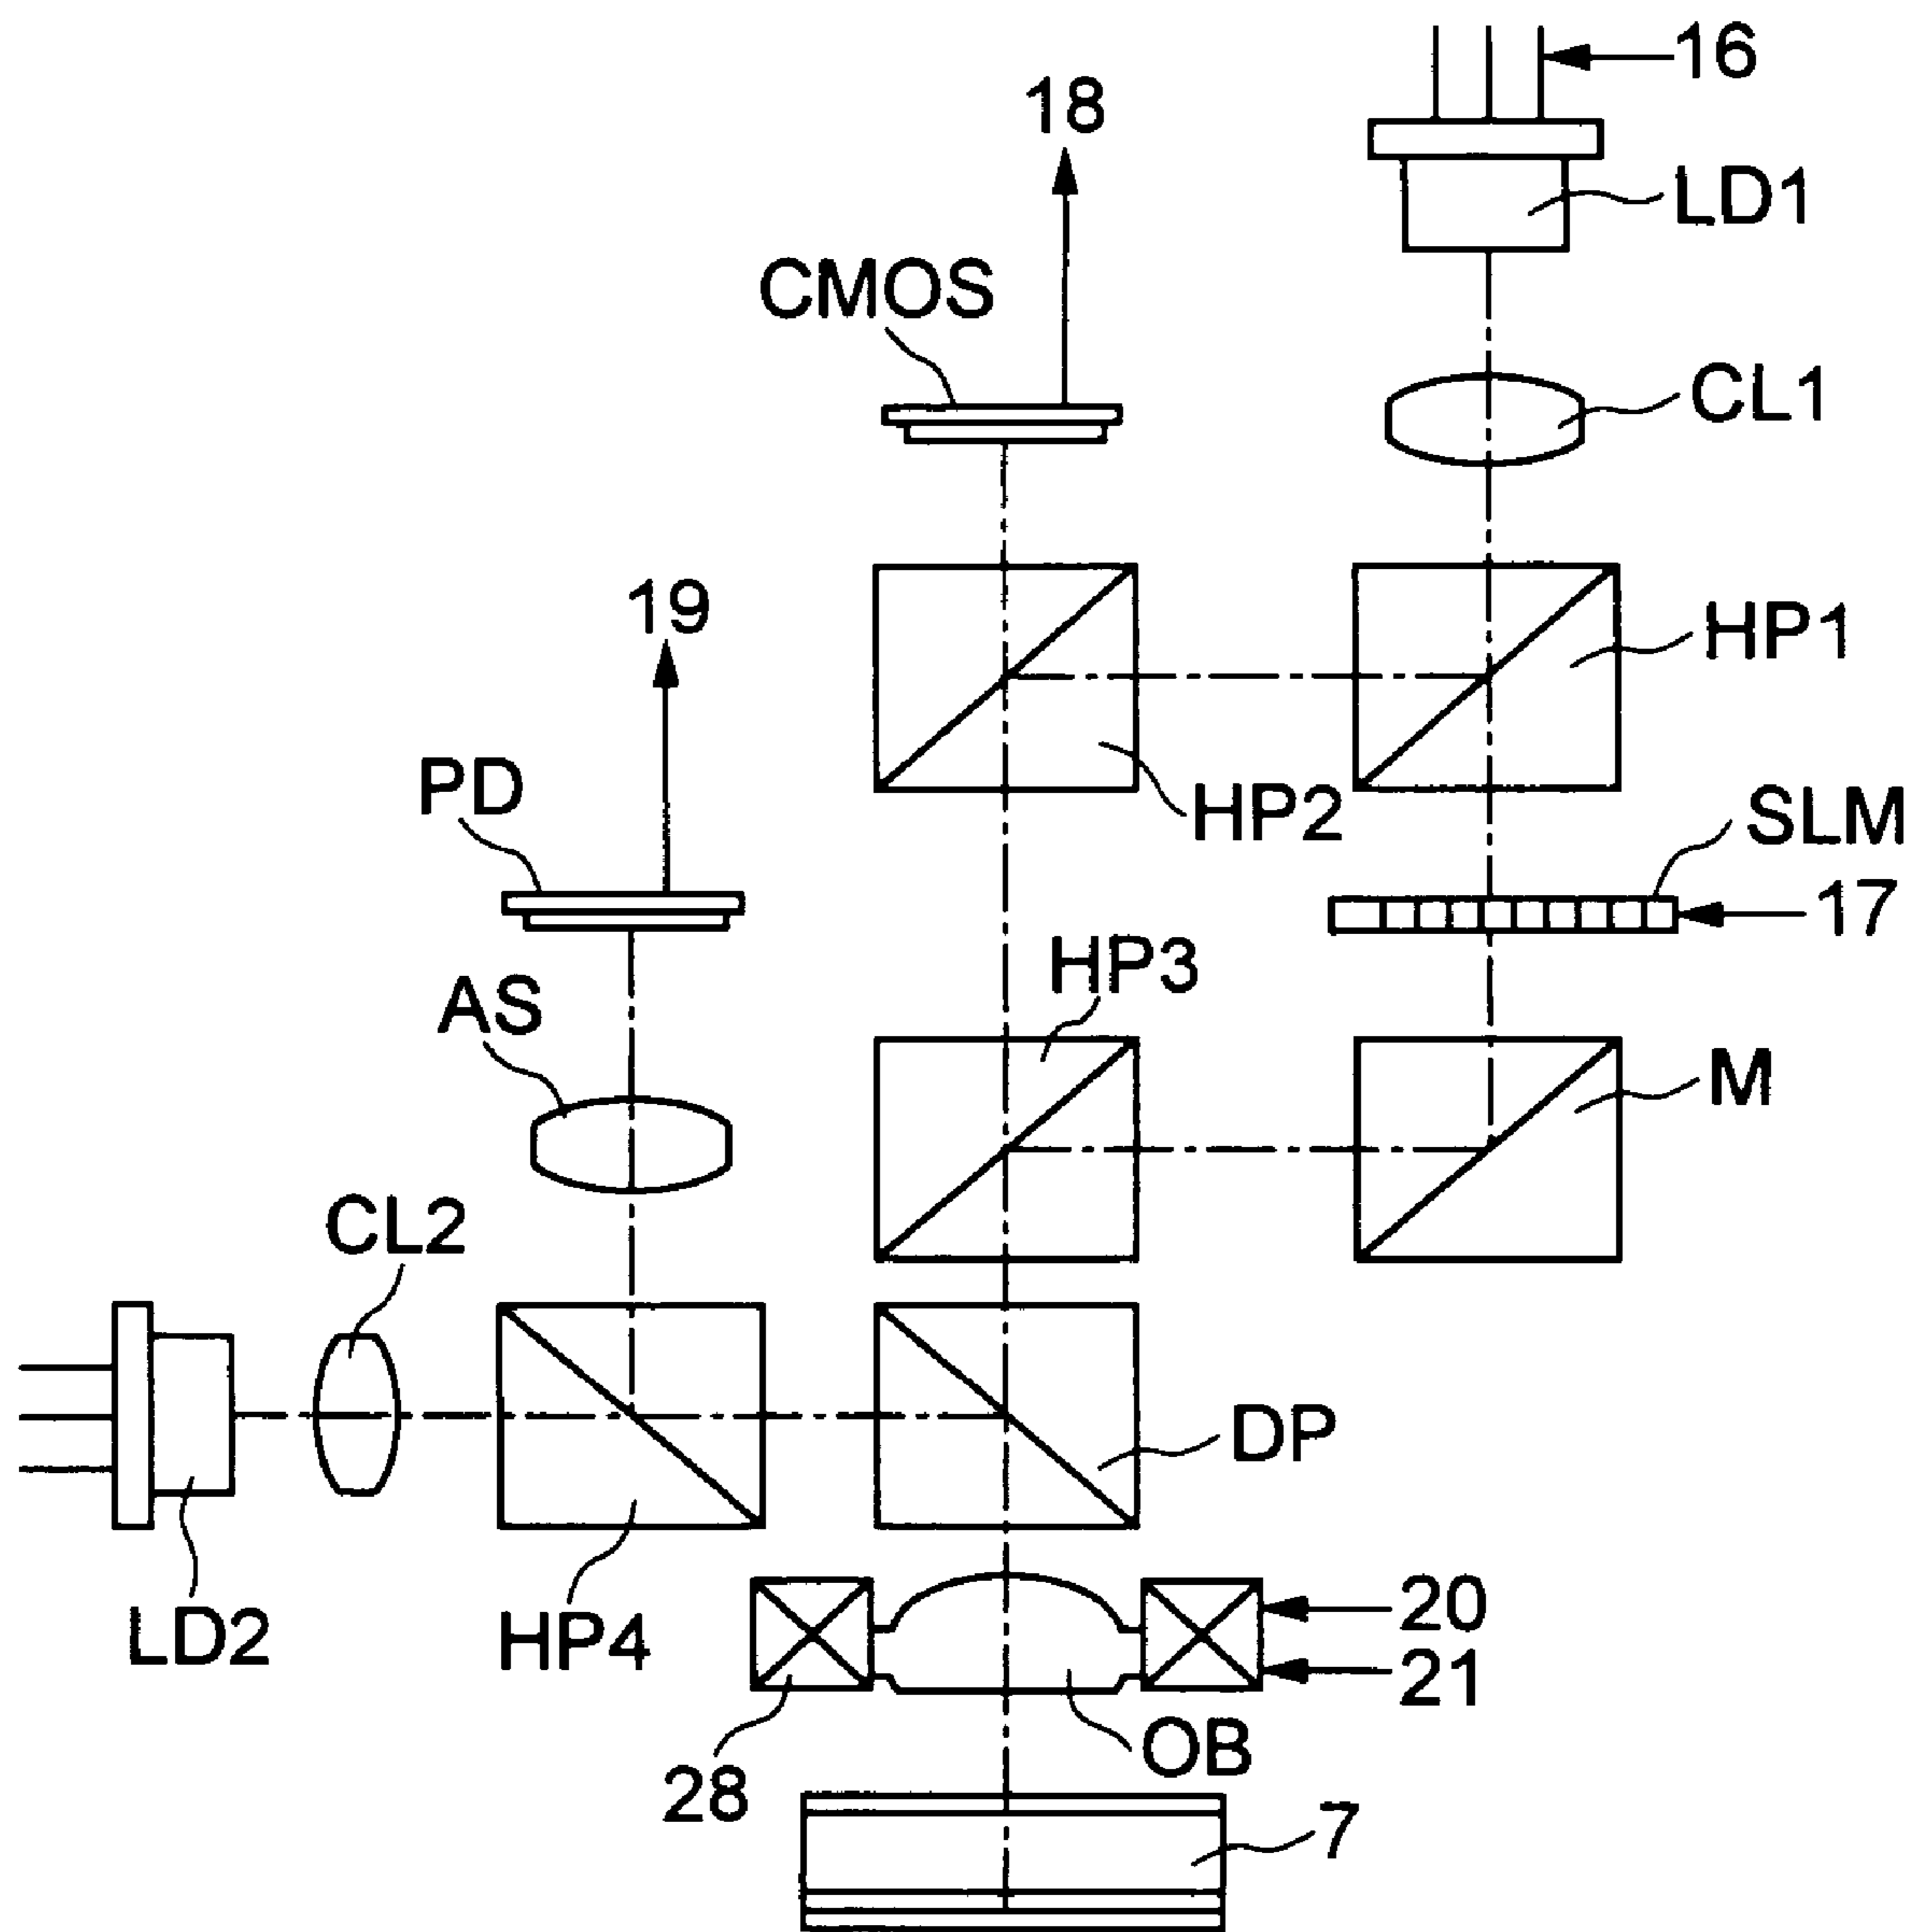 16
18
LD1
CMOS
CL1
19
HP1
PD
HP2
SLM
17
HP3
AS
M
CL2
DP
LD2
HP4
20
21
OB
28
7